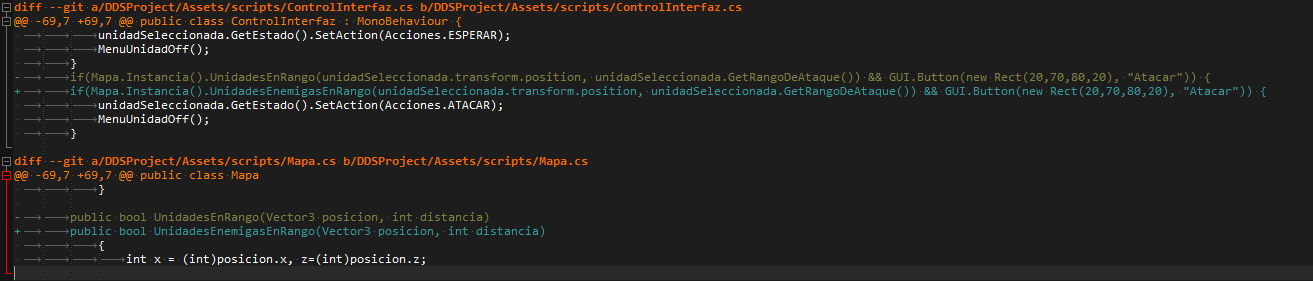 diff --git a/DDSProject/Assets/scripts/ControlInterfaz.cs b/DDSProject/Assets/scripts/ControlInterfaz.cs
@@ -69,7 +69,7 @@ public class ControlInterfaz : MonoBehaviour {
unidadSeleccionada.GetEstado().SetAction(Acciones.ESPERAR);
MenuUnidadOff();
}
- if(Mapa.Instancia().UnidadesEnRango(unidadSeleccionada.transform.position, unidadSeleccionada.GetRangoDeAtaque()) && GUI.Button(new Rect(20,70,80,20), "Atacar")) {
+ if(Mapa.Instancia().UnidadesEnemigasEnRango(unidadSeleccionada.transform.position, unidadSeleccionada.GetRangoDeAtaque()) && GUI.Button(new Rect(20,70,80,20), "Atacar")) {
unidadSeleccionada.GetEstado().SetAction(Acciones.ATACAR);
MenuUnidadOff();
}
diff --git a/DDSProject/Assets/scripts/Mapa.cs b/DDSProject/Assets/scripts/Mapa.cs
@@ -69,7 +69,7 @@ public class Mapa
}
- public bool UnidadesEnRango(Vector3 posicion, int distancia)
+ public bool UnidadesEnemigasEnRango(Vector3 posicion, int distancia)
{
int x = (int)posicion.x, z=(int)posicion.z;